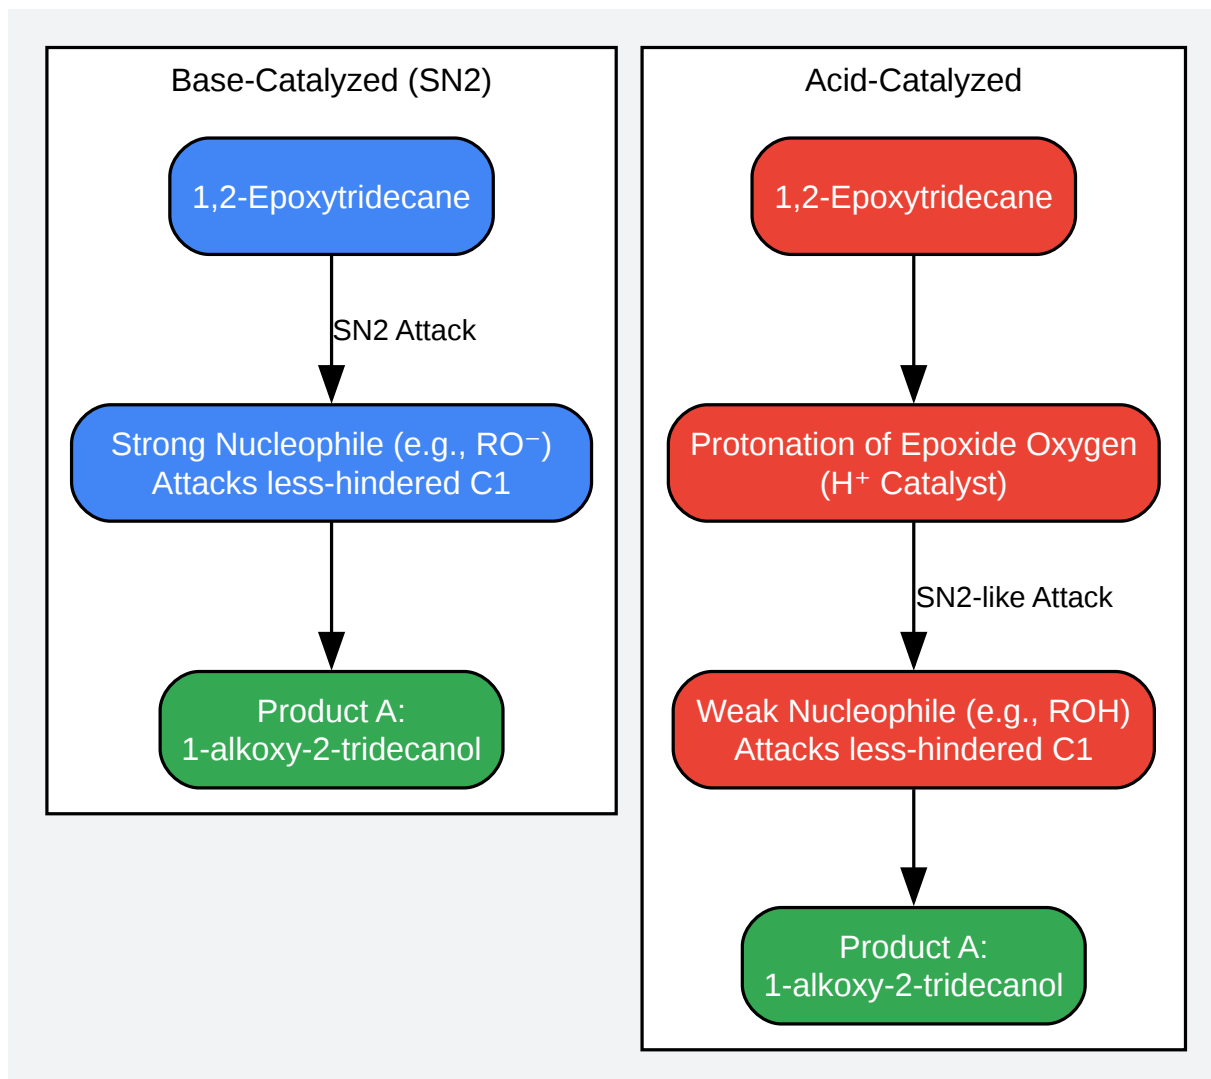 Base-Catalyzed (SN2)
1,2-Epoxytridecane
SN2 Attack
Strong Nucleophile (e.g., RO⁻)
Attacks less-hindered C1
Product A:
1-alkoxy-2-tridecanol
Acid-Catalyzed
1,2-Epoxytridecane
Protonation of Epoxide Oxygen
(H⁺ Catalyst)
SN2-like Attack
Weak Nucleophile (e.g., ROH)
Attacks less-hindered C1
Product A:
1-alkoxy-2-tridecanol